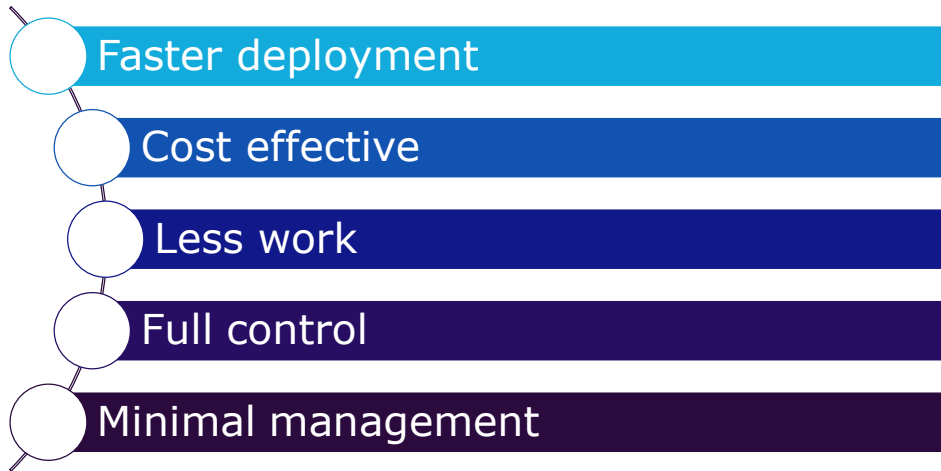 Faster deployment
Cost effective
Less work
Full control
Minimal management